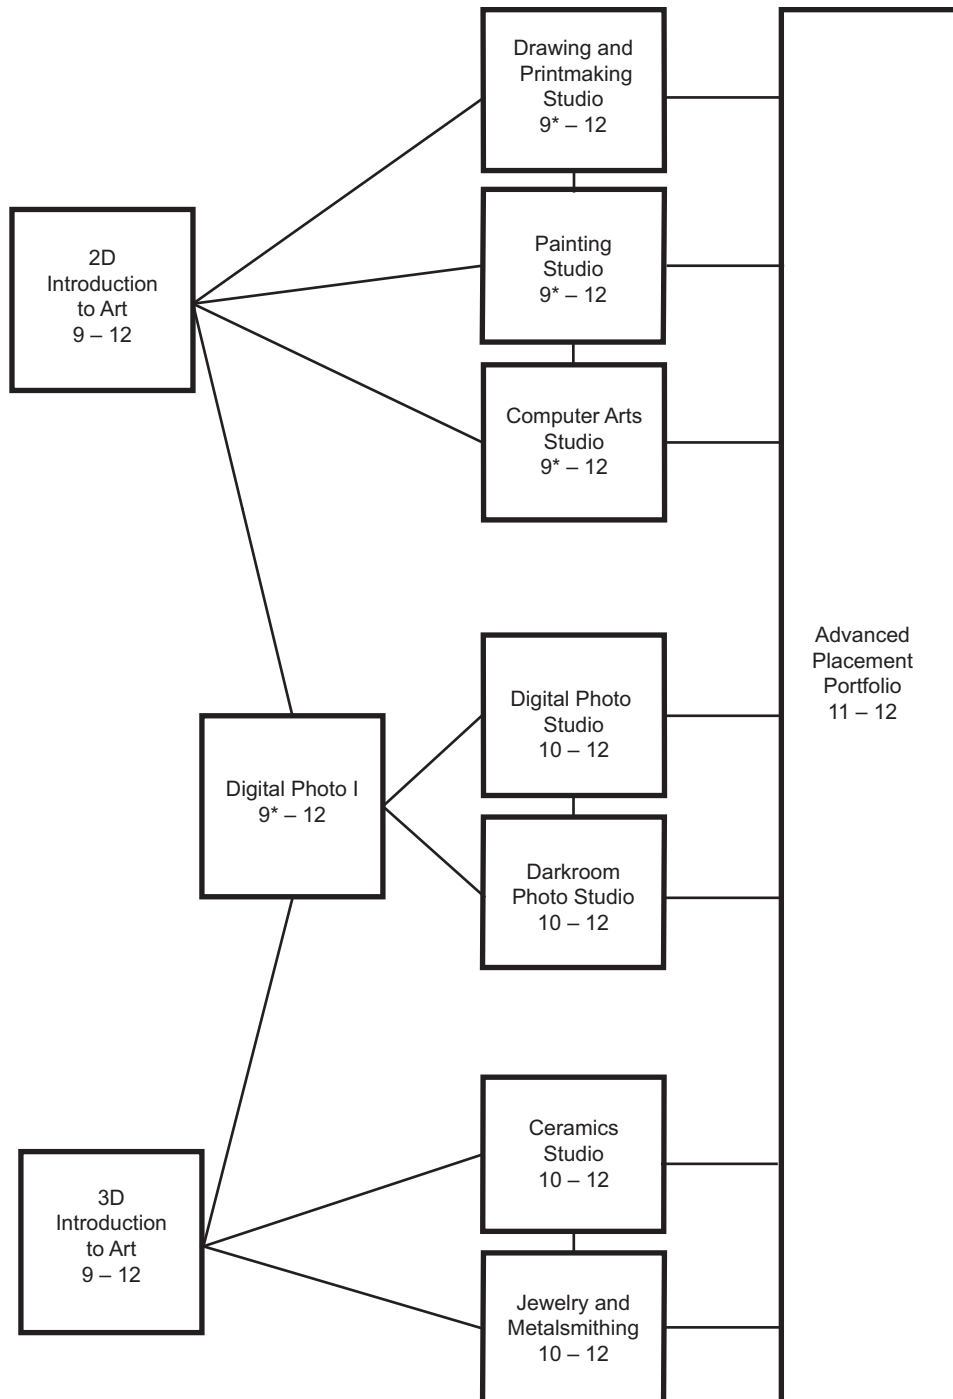 Drawing and
Printmaking
Studio
9* – 12
2D
Introduction
to Art
9 – 12
Painting
Studio
9* – 12
Computer Arts
Studio
9* – 12
Advanced
Placement
Portfolio
11 – 12
Digital Photo
Studio
10 – 12
Digital Photo I
9* – 12
Darkroom
Photo Studio
10 – 12
Ceramics
Studio
10 – 12
3D
Introduction
to Art
9 – 12
Jewelry and
Metalsmithing
10 – 12